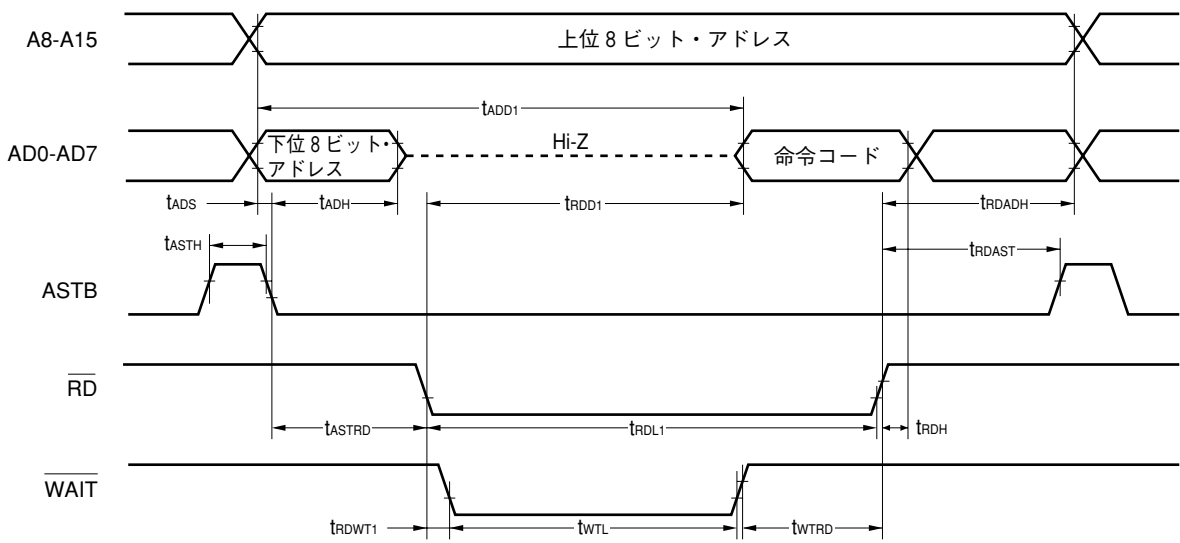 A8-A15
上位8ビット・アドレス
tADD1
AD0-AD7
下位8ビット・
アドレス
Hi-Z
命令コード
tADS
tADH
tRDD1
tRDADH
tASTH
tRDAST
ASTB
RD
tASTRD
tRDL1
tRDH
WAIT
tRDWT1
tWTL
tWTRD